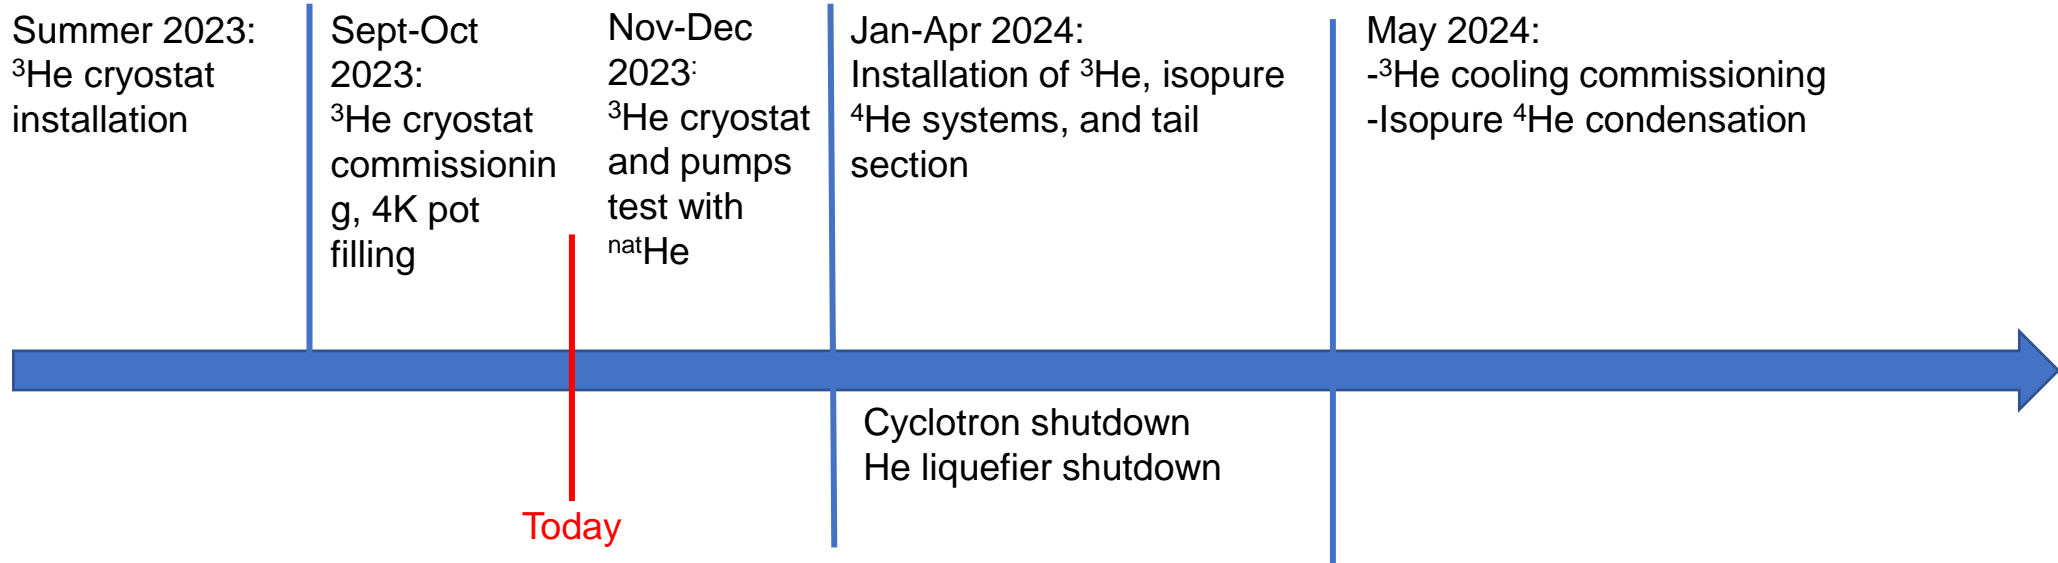 Summer 2023:
³He cryostat
installation
Sept-Oct
2023:
³He cryostat
commissionin
g, 4K pot
filling
Nov-Dec
2023:
³He cryostat
and pumps
test with
ⁿᵃᵗHe
Jan-Apr 2024:
Installation of ³He, isopure
⁴He systems, and tail
section
May 2024:
-³He cooling commissioning
-Isopure ⁴He condensation
Cyclotron shutdown
He liquefier shutdown
Today